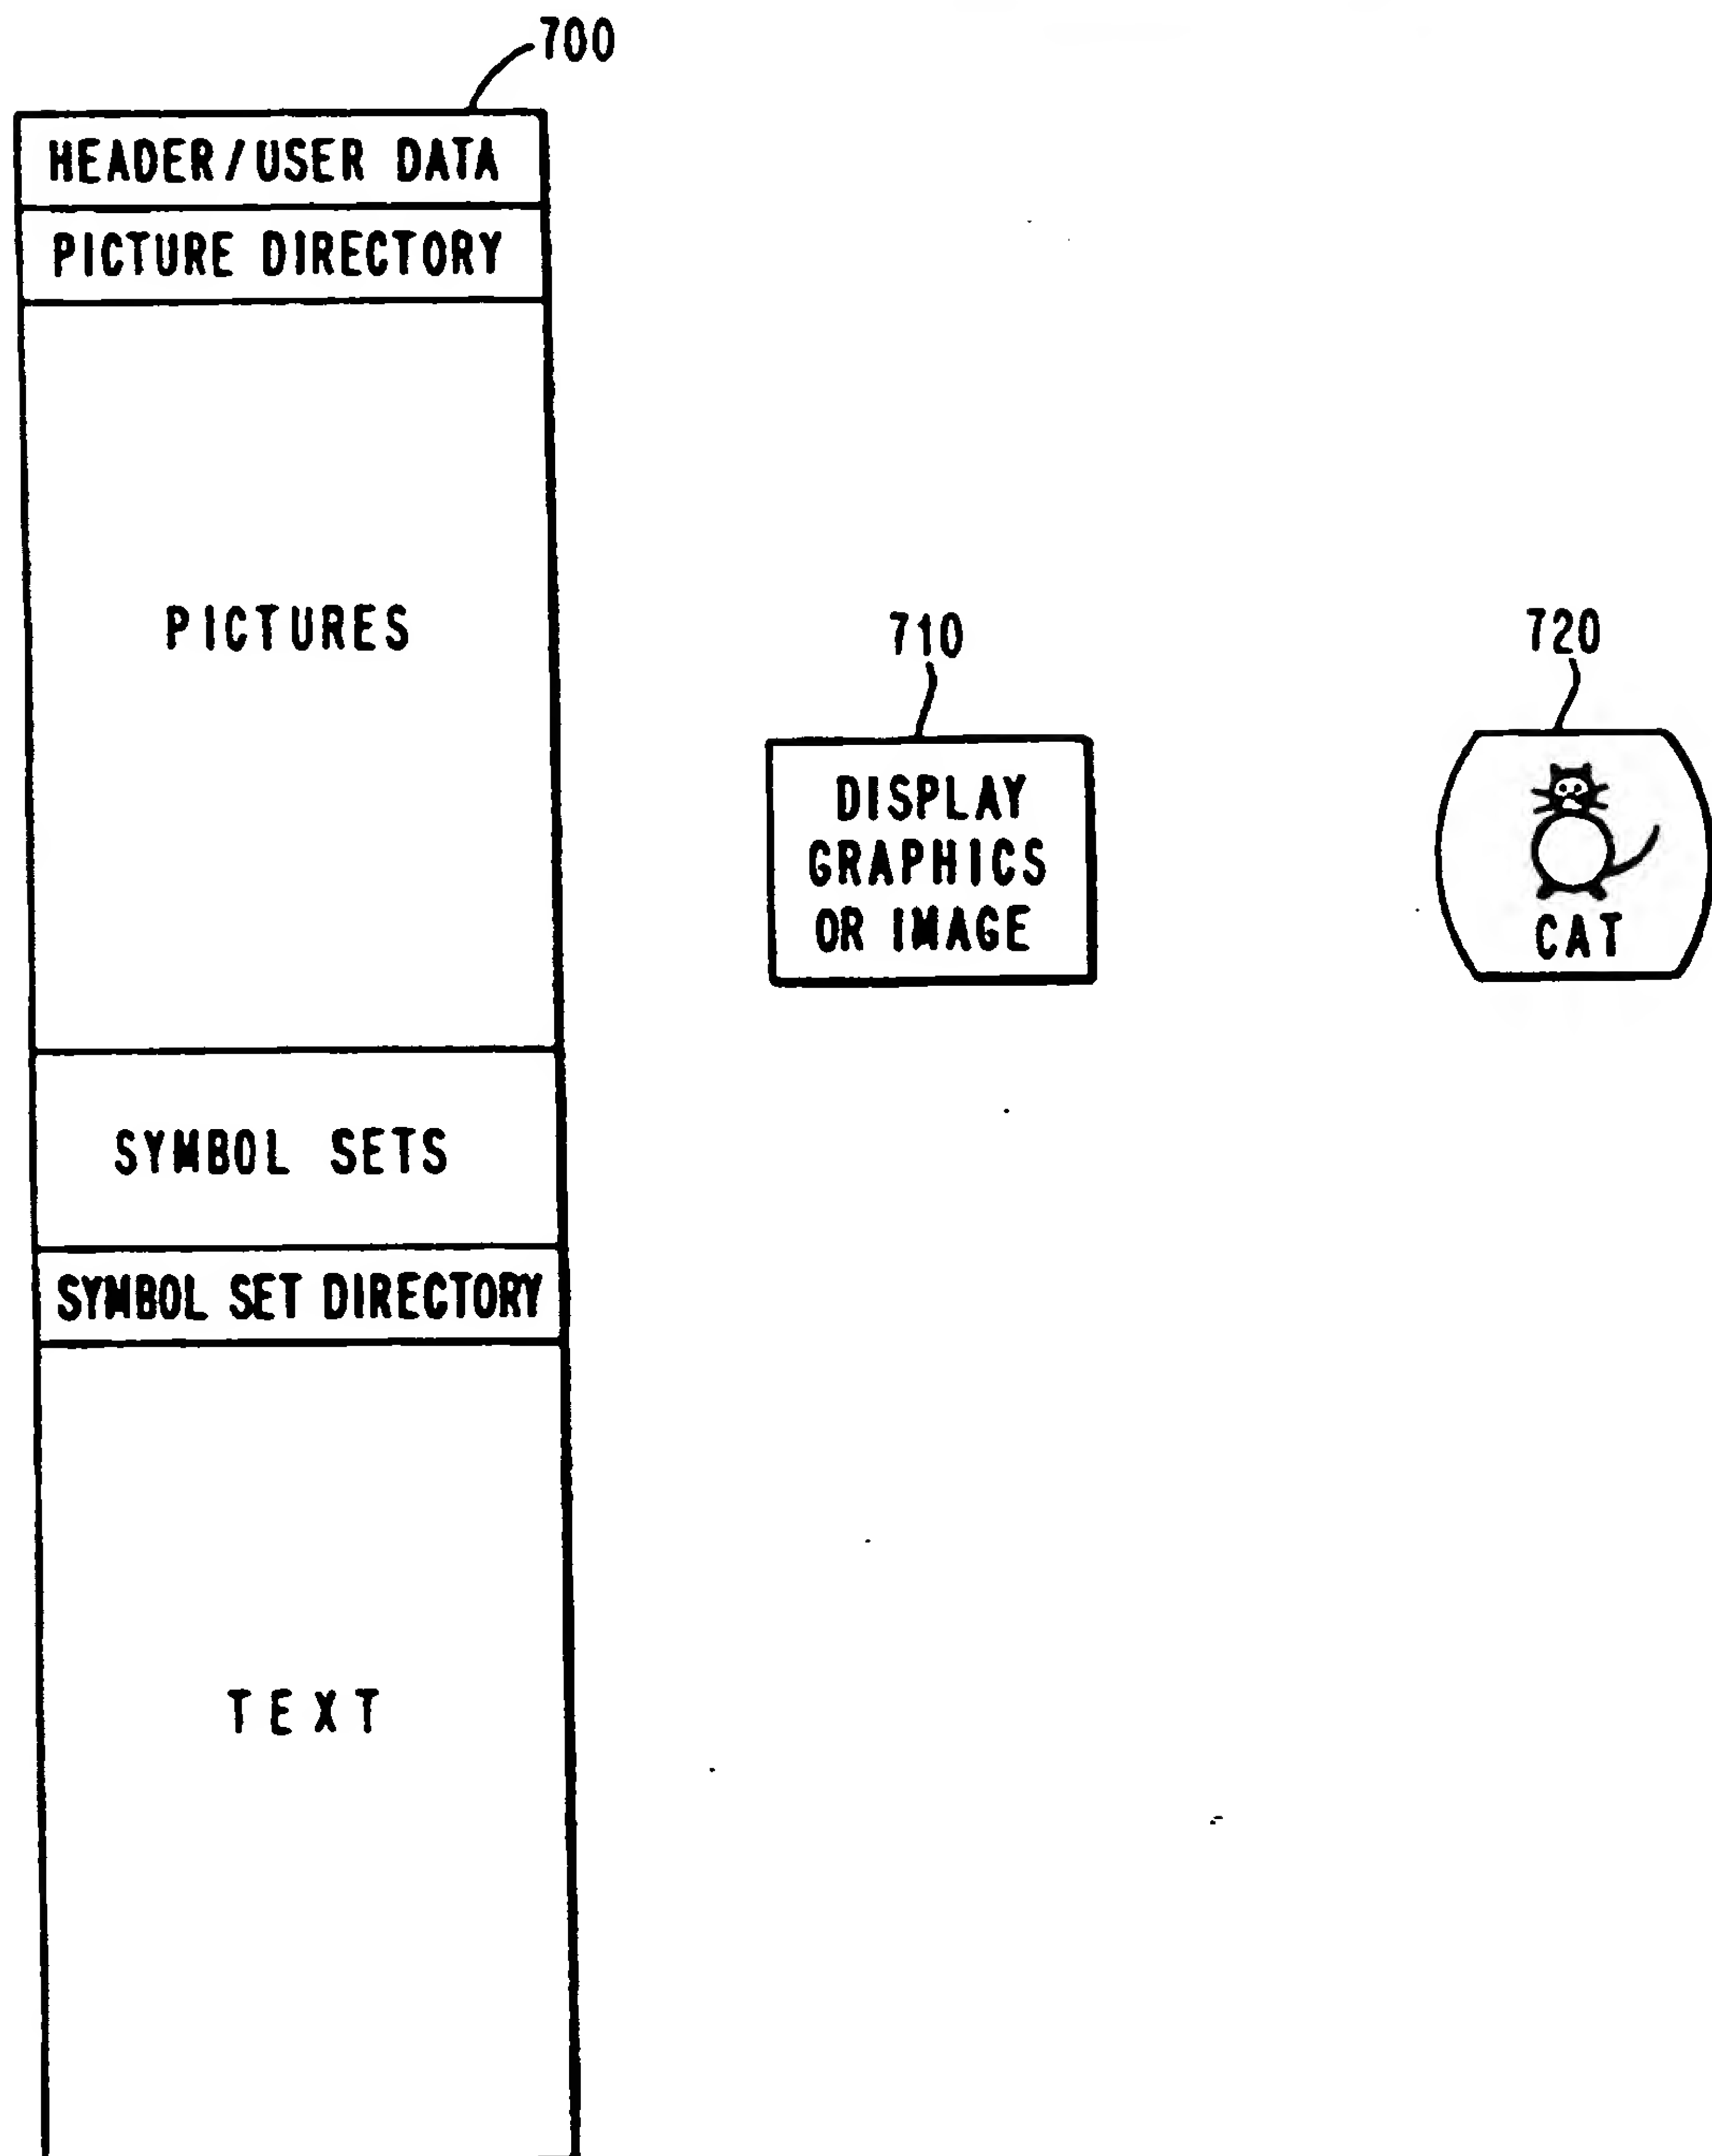 700
HEADER/USER DATA
PICTURE DIRECTORY
PICTURES
SYMBOL SETS
SYMBOL SET DIRECTORY
TEXT
710
DISPLAY
GRAPHICS
OR IMAGE
720
CAT